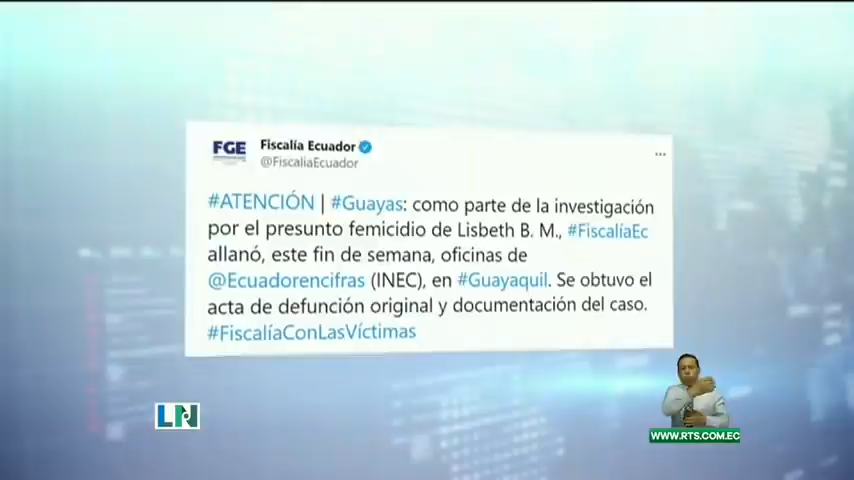 FGE
Fiscalía Ecuador
@FiscaliaEcuador
#ATENCIÓN | #Guayas: como parte de la investigación
por el presunto femicidio de Lisbeth B. M., #FiscalíaEc
allanó, este fin de semana, oficinas de
@Ecuadorencifras (INEC), en #Guayaquil. Se obtuvo el
acta de defunción original y documentación del caso.
#FiscalíaConLasVíctimas
LN
WWW.RTS.COM.EC